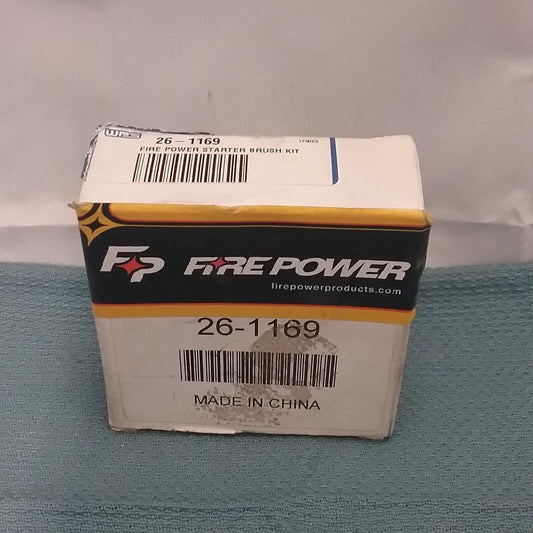 WPS
26-1169
FIRE POWER STARTER BRUSH KIT
FP FIRE POWER
firepowerproducts.com
26-1169
MADE IN CHINA